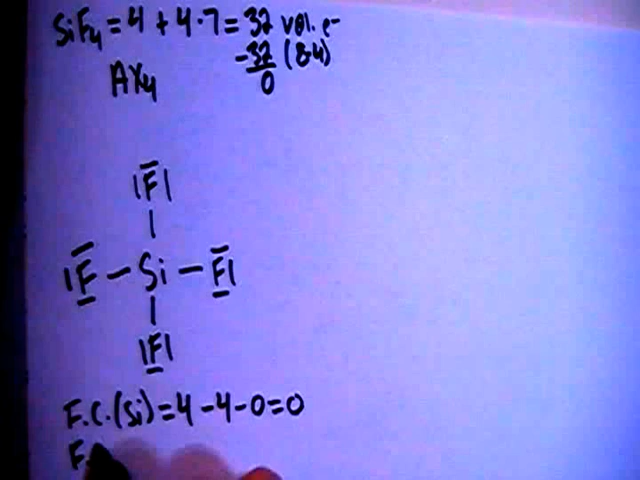 SiF4 = 4 + 4·7 = 32 val. e-
-32 (8·4)
AX4 0
|F|
|
|F — Si — F|
|
|F|
F.C.(Si) = 4 - 4 - 0 = 0
F.